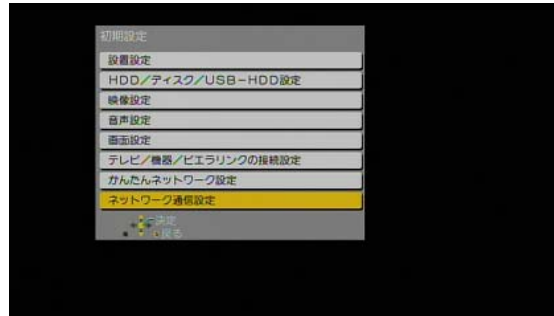 初期設定
設置設定
HDD／ディスク／USB－HDD設定
映像設定
音声設定
画面設定
テレビ／機器／ビエラリンクの接続設定
かんたんネットワーク設定
ネットワーク通信設定
決定
戻る